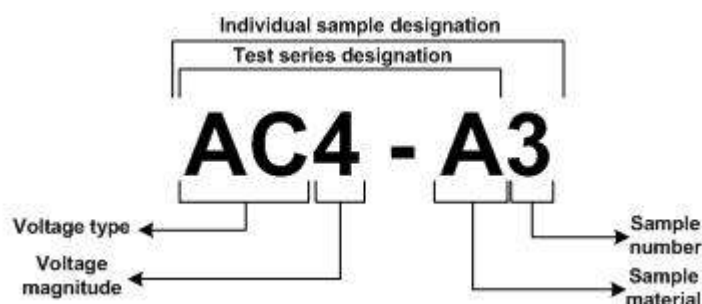 Individual sample designation
Test series designation
AC4 - A3
Voltage type
Sample
number
Voltage
magnitude
Sample
material